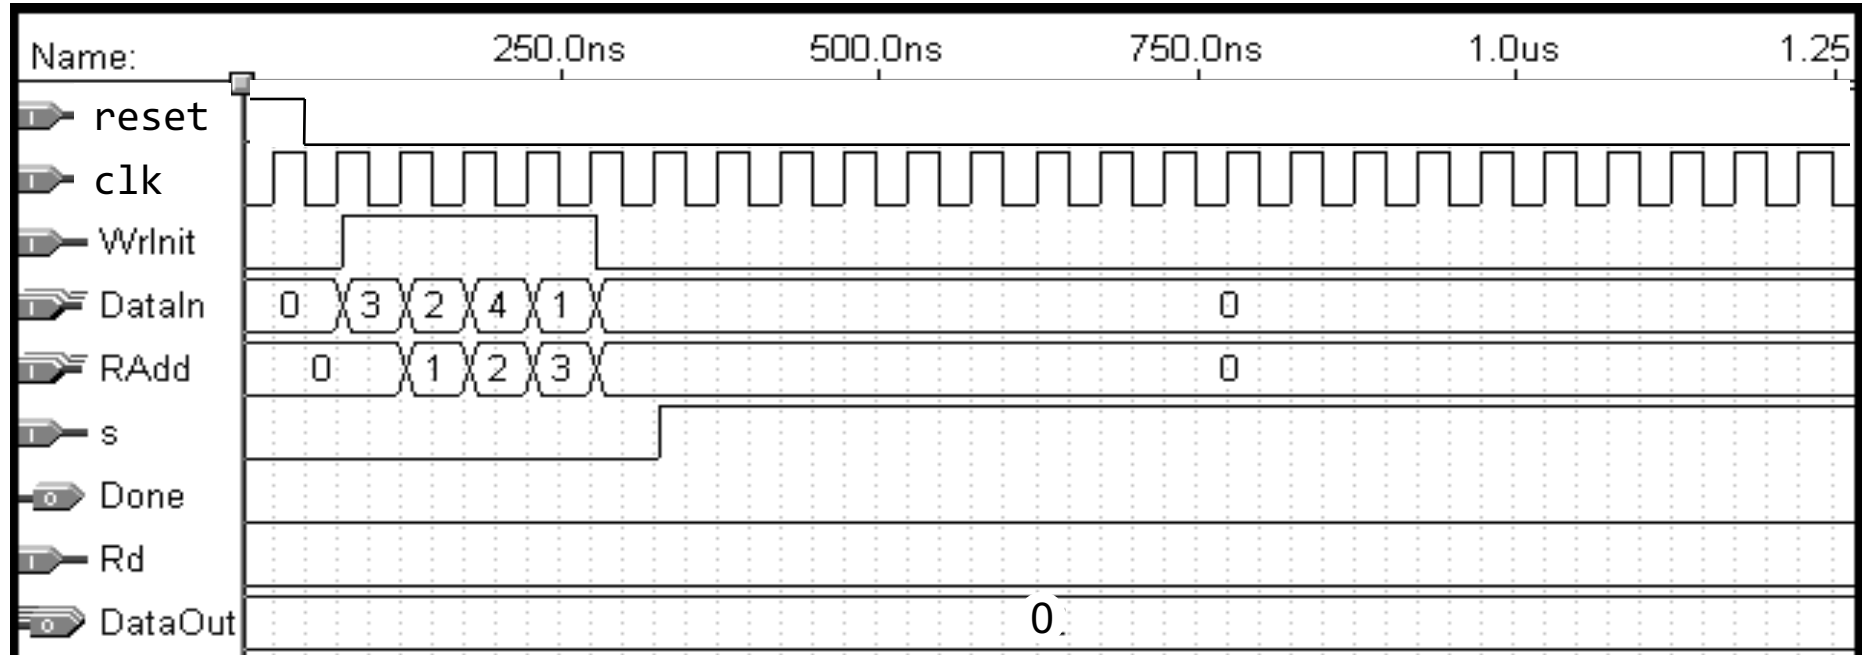 Name: 250.0ns 500.0ns 750.0ns 1.0us 1.25
I reset
I clk
I WrInit
I DataIn 0 3 2 4 1 0
I RAdd 0 1 2 3 0
I s
O Done
I Rd
O DataOut 0